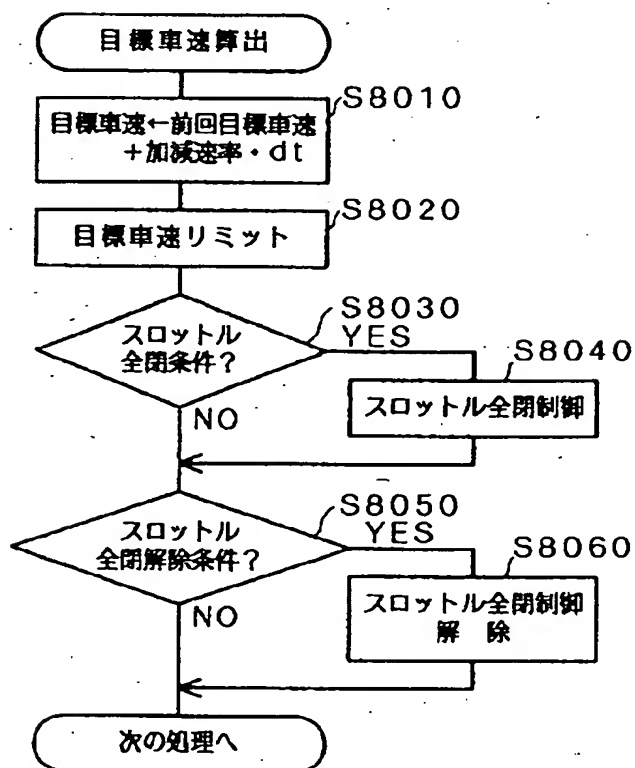 目標車速算出
S8010
目標車速←前回目標車速
+加減速率・dt
S8020
目標車速リミット
S8030
スロットル
全閉条件?
YES
S8040
スロットル全閉制御
NO
S8050
スロットル
全閉解除条件?
YES
S8060
スロットル全閉制御
解 除
NO
次の処理へ